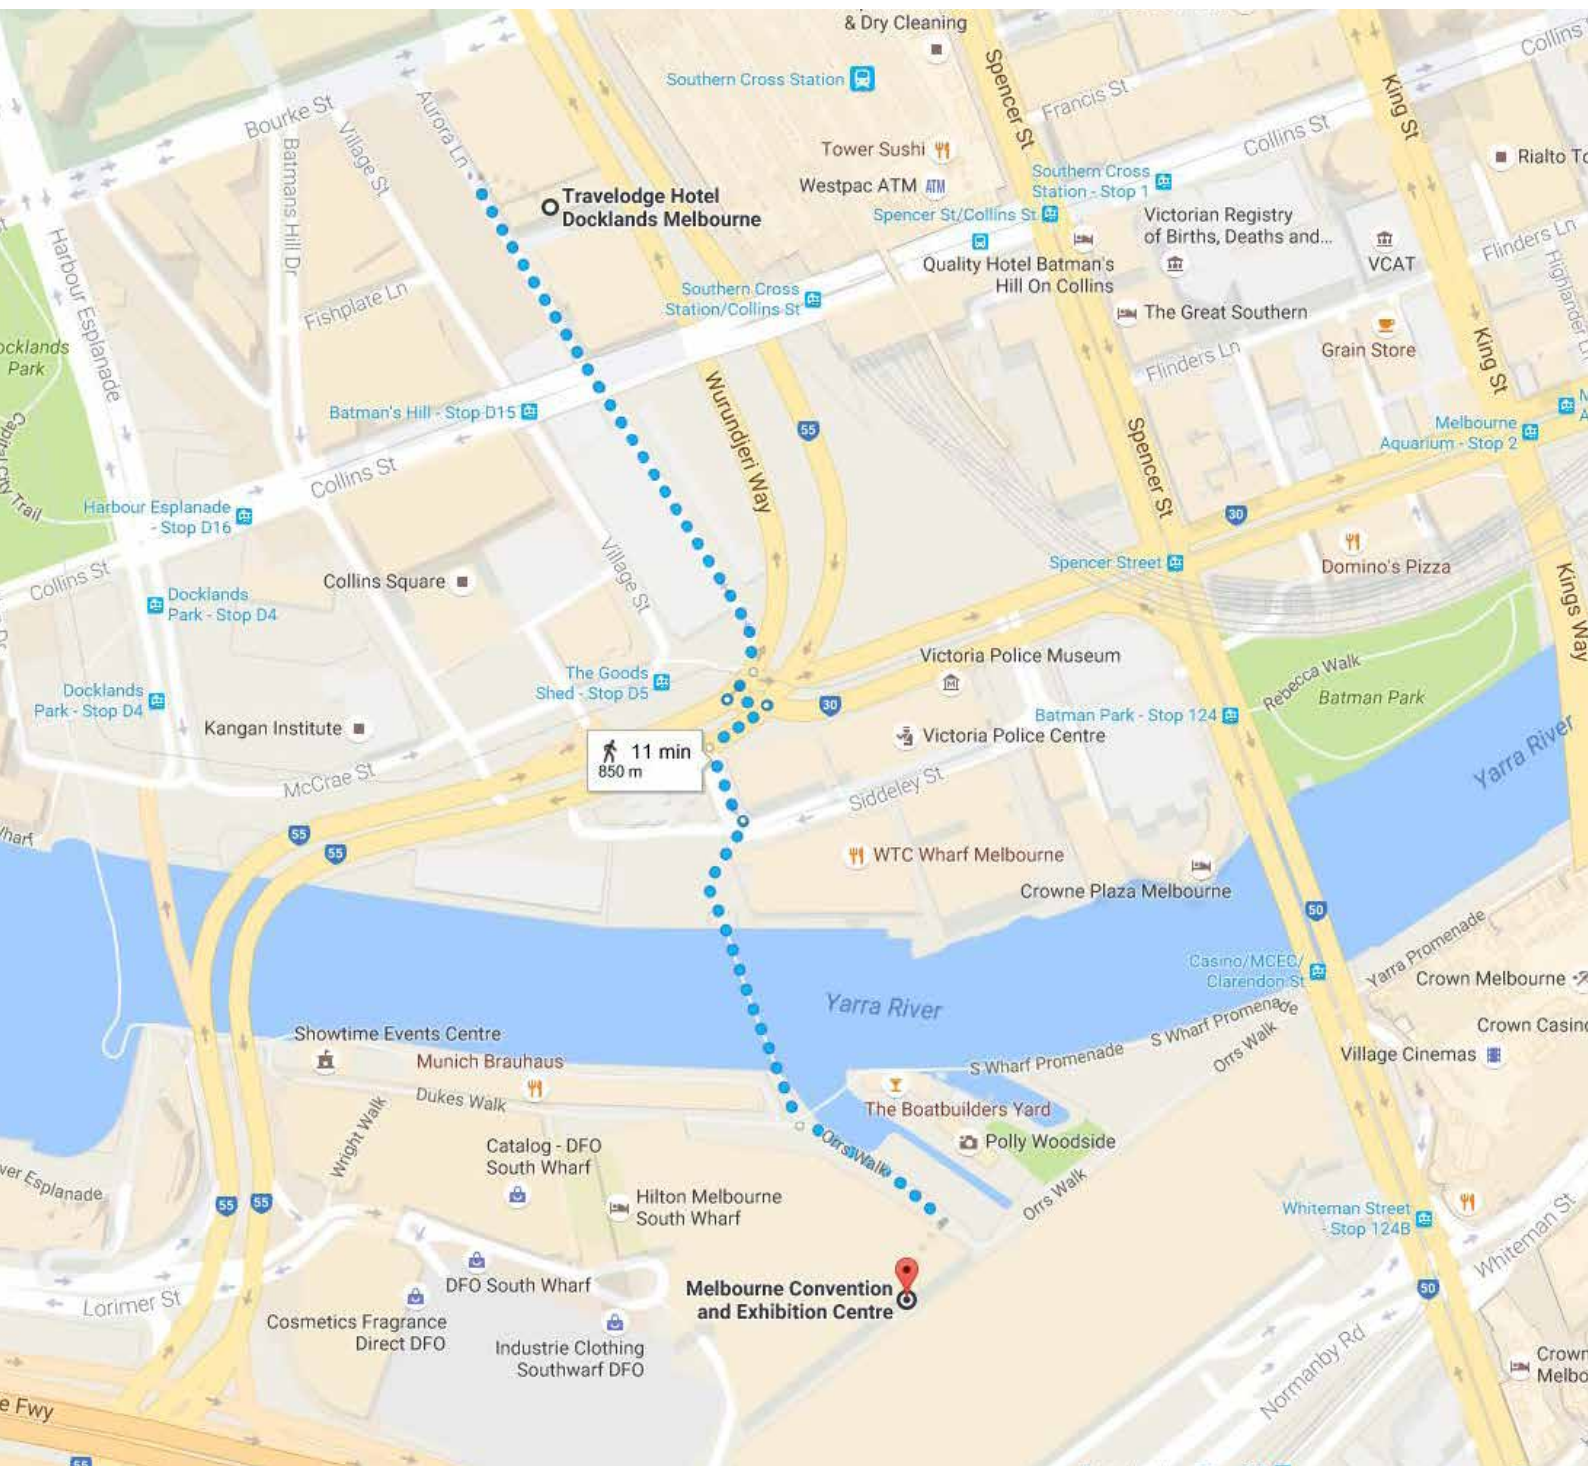 & Dry Cleaning
Southern Cross Station
Spencer St
Francis St
Collins St
Collins
King St
Bourke St
Aurora Ln
Village St
Batmans Hill Dr
Tower Sushi
Westpac ATM
ATM
Southern Cross
Station - Stop 1
Rialto
Travelodge Hotel
Docklands Melbourne
Spencer St/Collins St
Victorian Registry
of Births, Deaths and...
VCAT
Flinders Ln
Highlander
Quality Hotel Batman's
Hill On Collins
The Great Southern
Grain Store
Flinders Ln
King St
Harbour Esplanade
Fishplate Ln
Southern Cross
Station/Collins St
Park
Capital City Trail
Batman's Hill - Stop D15
Wurundjeri Way
55
Spencer St
Melbourne
Aquarium - Stop 2
Collins St
Harbour Esplanade
- Stop D16
30
Collins St
Collins Square
Village St
Spencer Street
Domino's Pizza
Kings Way
Docklands
Park - Stop D4
Victoria Police Museum
Rebecca Walk
Batman Park
The Goods
Shed - Stop D5
Docklands
Park - Stop D4
30
Batman Park - Stop 124
Kangan Institute
Victoria Police Centre
Yarra River
11 min
850 m
McCrae St
Siddeley St
55
55
WTC Wharf Melbourne
Crowne Plaza Melbourne
50
Yarra Promenade
Casino/MCEC/
Clarendon St
Crown Melbourne
Yarra River
S Wharf Promenade
Orrs Walk
Crown Casino
Village Cinemas
Showtime Events Centre
Munich Brauhaus
S Wharf Promenade
Dukes Walk
Wright Walk
The Boatbuilders Yard
Polly Woodside
Orrs Walk
Catalog - DFO
South Wharf
Esplanade
Hilton Melbourne
South Wharf
Orrs Walk
55
55
Whiteman Street
- Stop 124B
Whiteman St
DFO South Wharf
Melbourne Convention
and Exhibition Centre
50
Lorimer St
Cosmetics Fragrance
Direct DFO
Industrie Clothing
Southwarf DFO
Normanby Rd
Crown
Fwy
55